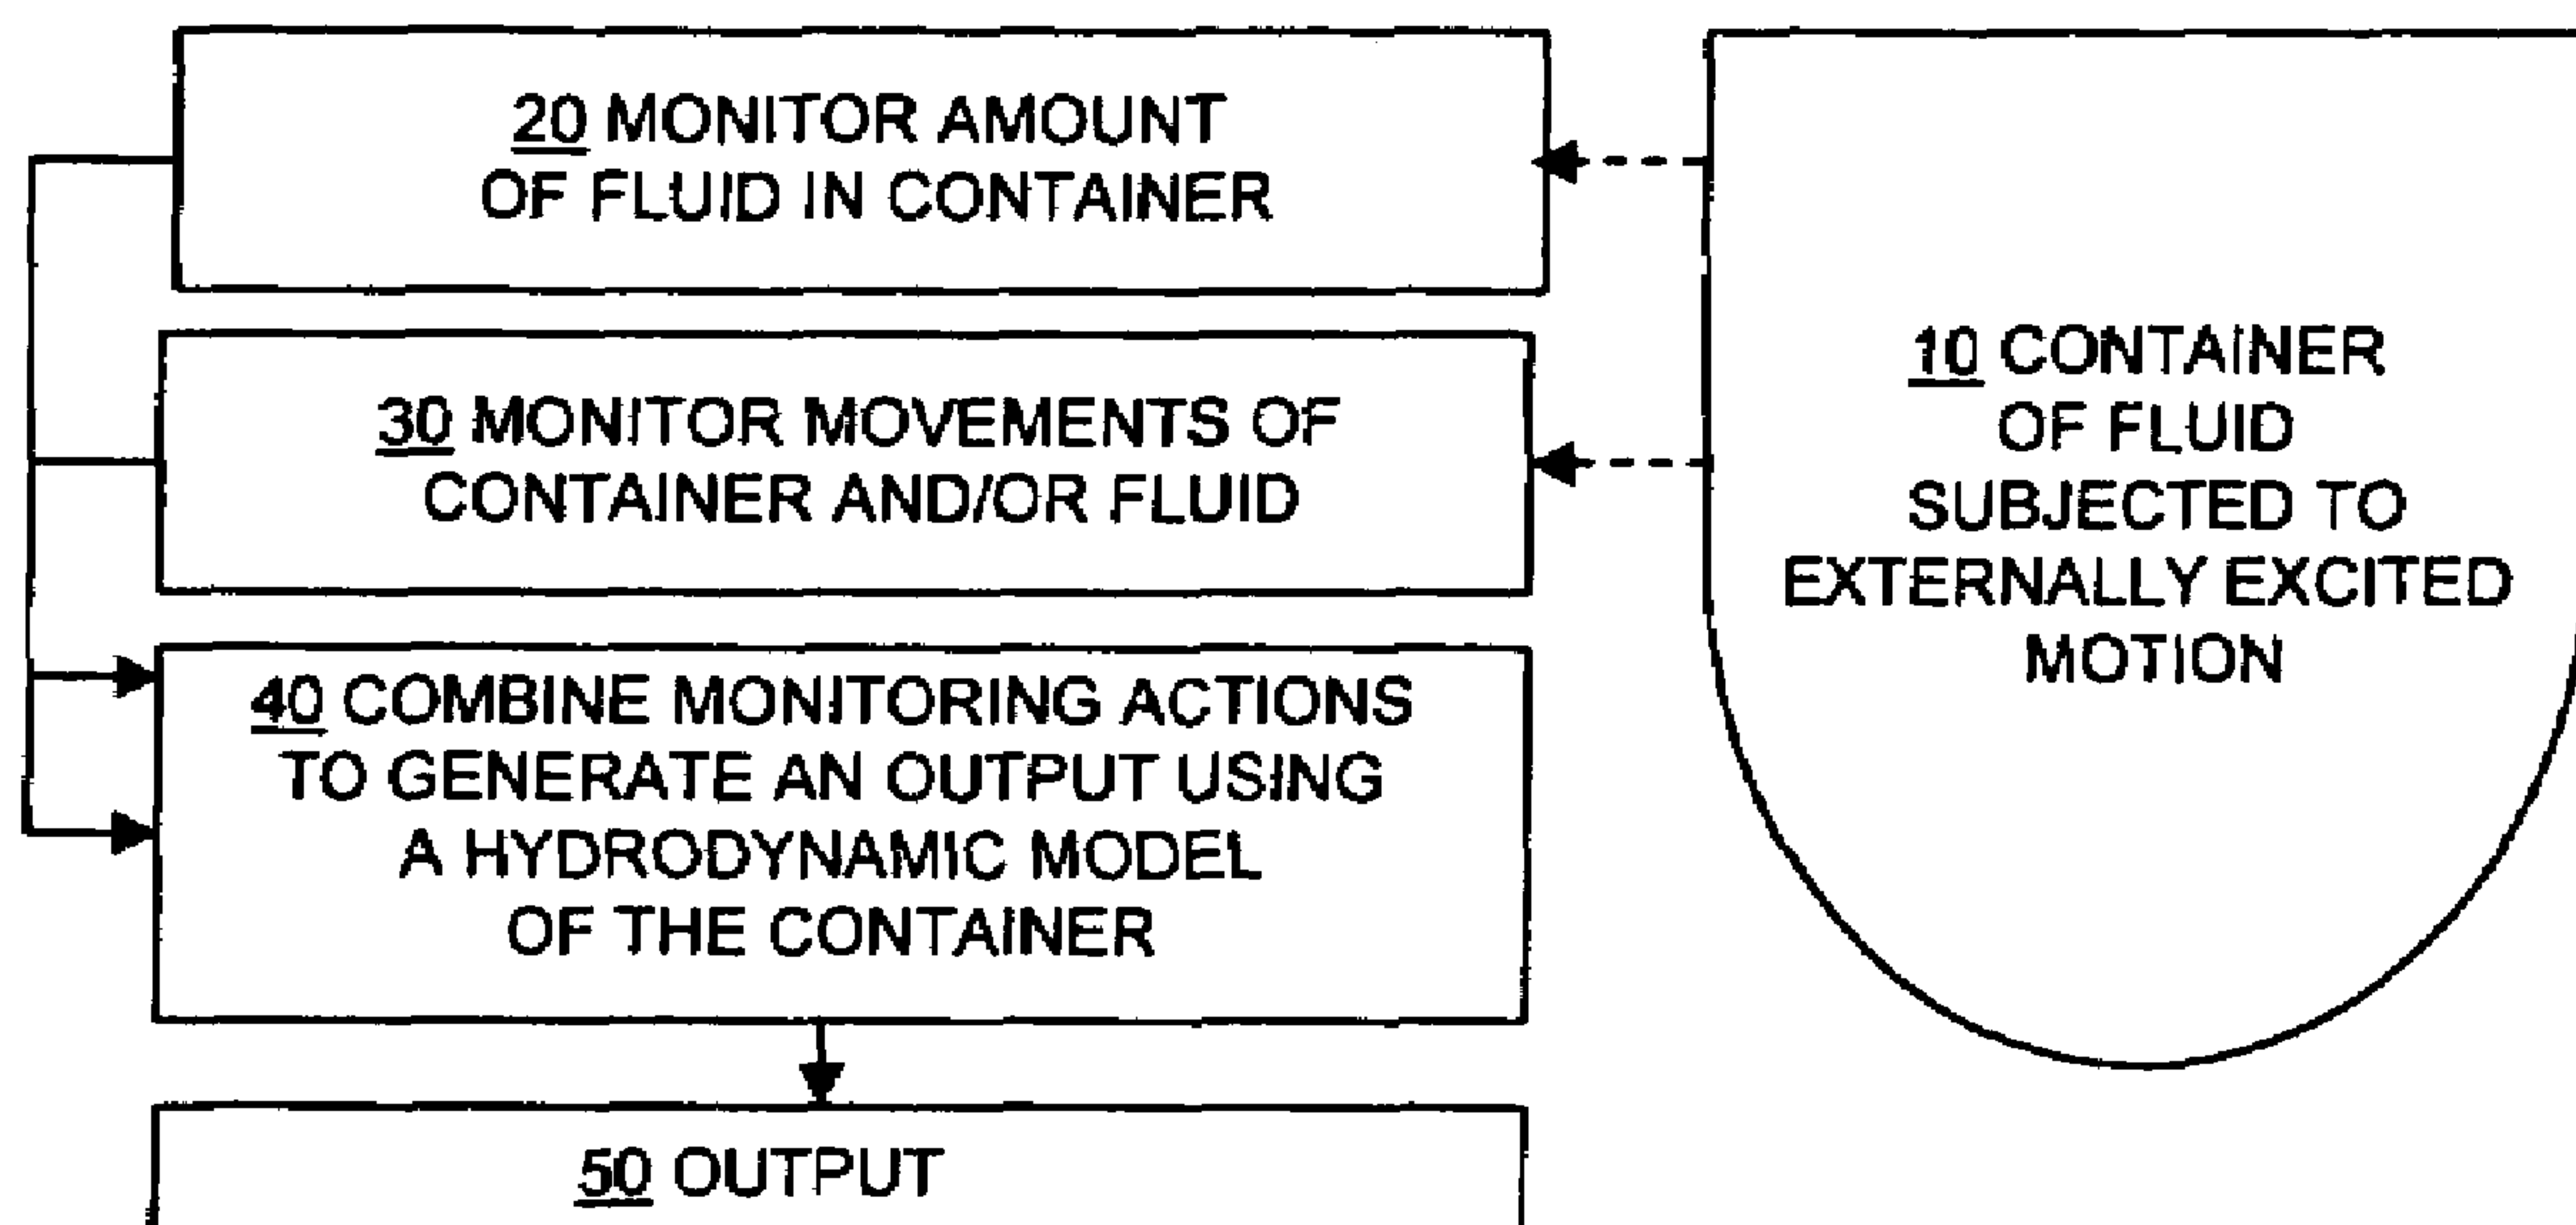 20 MONITOR AMOUNT
OF FLUID IN CONTAINER
30 MONITOR MOVEMENTS OF
CONTAINER AND/OR FLUID
40 COMBINE MONITORING ACTIONS
TO GENERATE AN OUTPUT USING
A HYDRODYNAMIC MODEL
OF THE CONTAINER
50 OUTPUT
10 CONTAINER
OF FLUID
SUBJECTED TO
EXTERNALLY EXCITED
MOTION